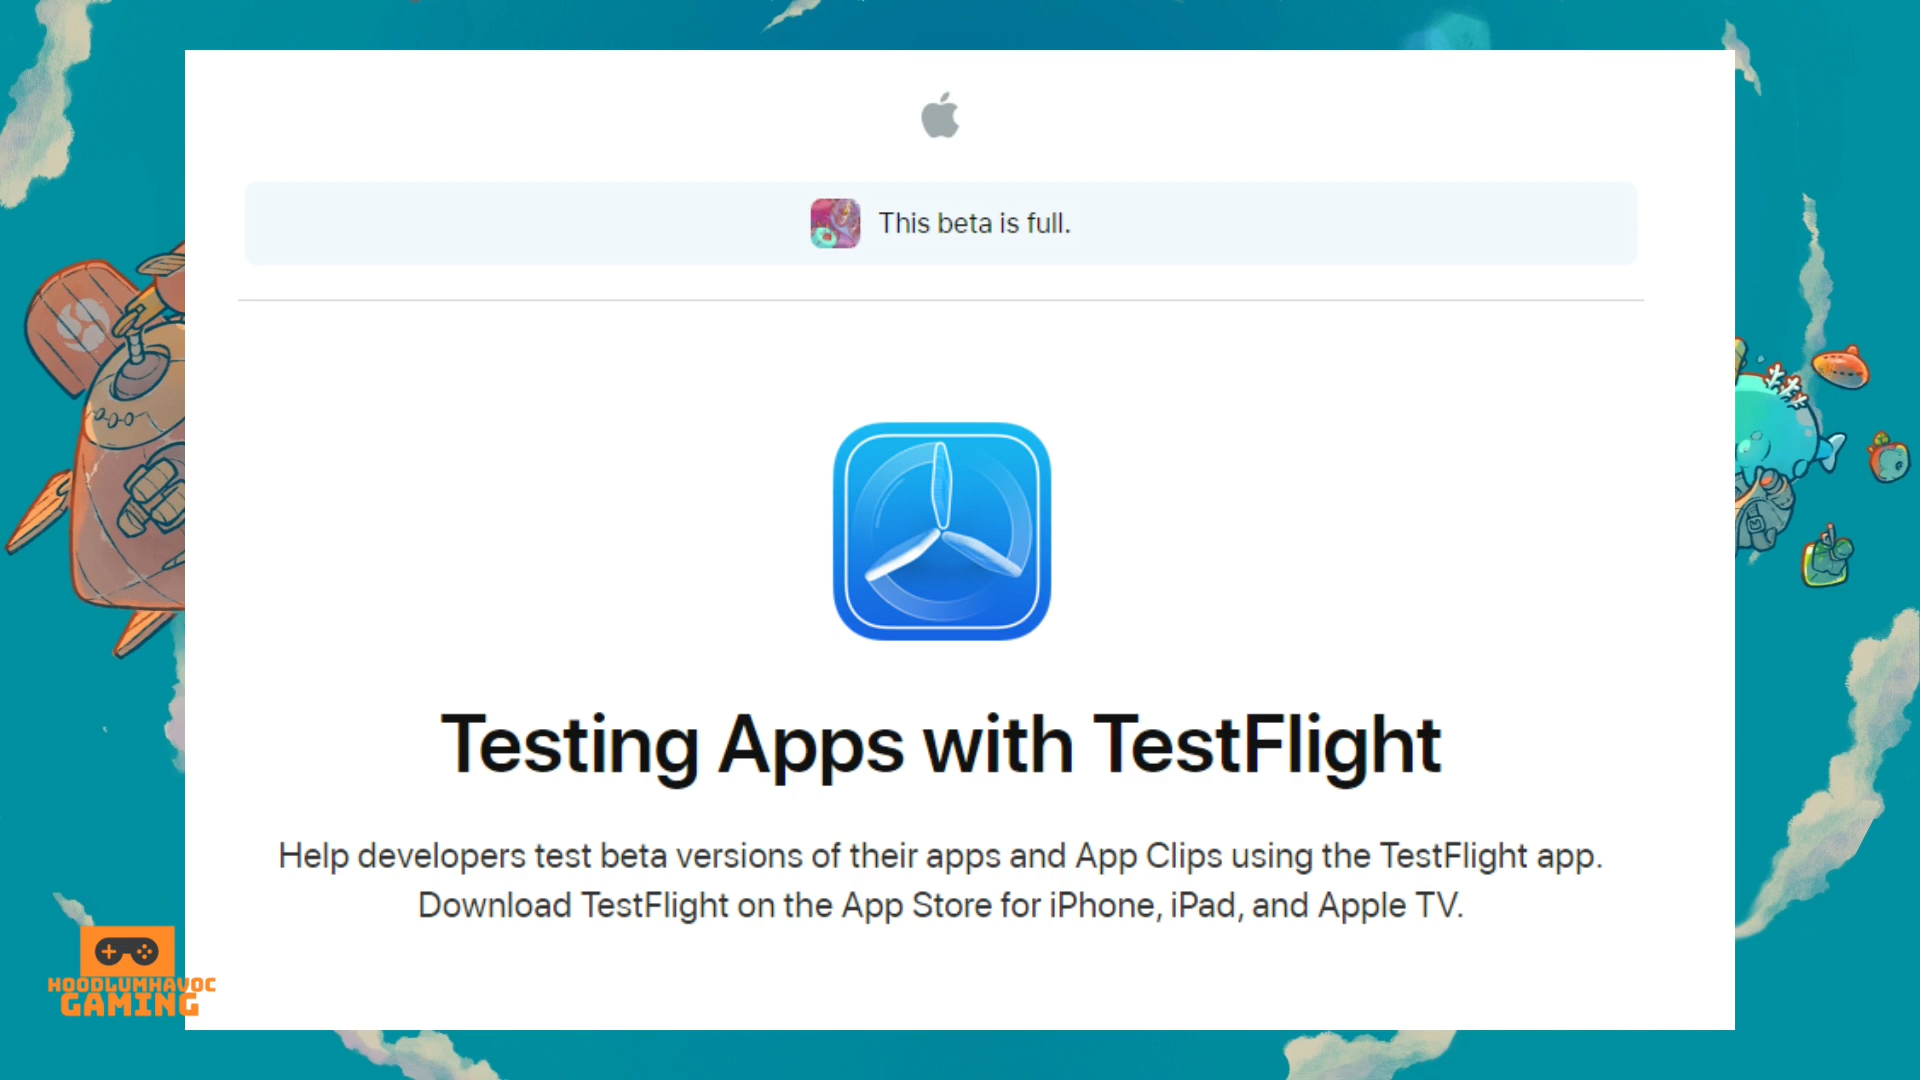 This beta is full.
Testing Apps with TestFlight
Help developers test beta versions of their apps and App Clips using the TestFlight app.
Download TestFlight on the App Store for iPhone, iPad, and Apple TV.
HOODLUMHAVOC
GAMING